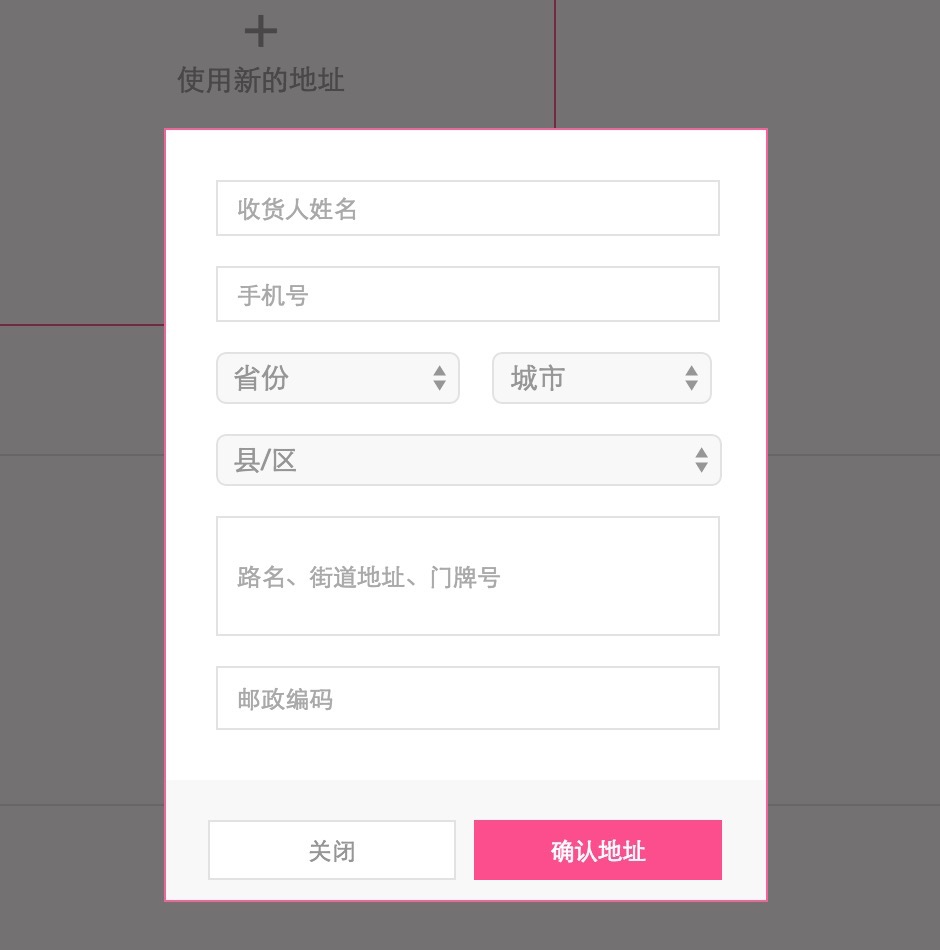 使用新的地址
收货人姓名
手机号
省份 城市
县/区
路名、街道地址、门牌号
邮政编码
关闭 确认地址